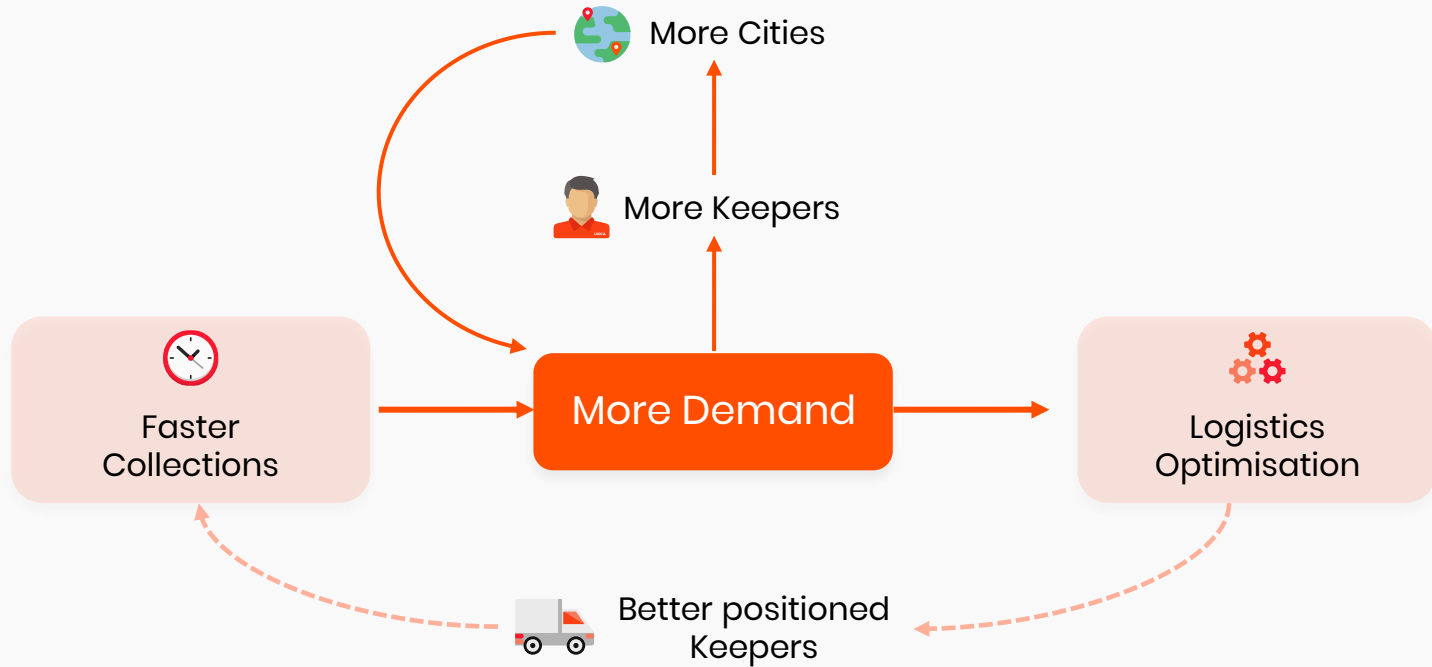 More Cities
More Keepers
Faster
Collections
More Demand
Logistics
Optimisation
Better positioned
Keepers